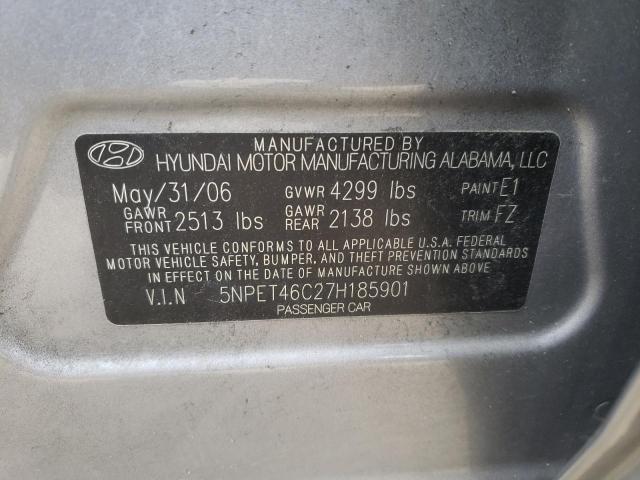 MANUFACTURED BY
HYUNDAI MOTOR MANUFACTURING ALABAMA, LLC
May/31/06 GVWR 4299 lbs PAINT E1
GAWR FRONT 2513 lbs GAWR REAR 2138 lbs TRIM FZ
THIS VEHICLE CONFORMS TO ALL APPLICABLE U.S.A. FEDERAL
MOTOR VEHICLE SAFETY, BUMPER, AND THEFT PREVENTION STANDARDS
IN EFFECT ON THE DATE OF MANUFACTURE SHOWN ABOVE
V.I.N 5NPET46C27H185901
PASSENGER CAR